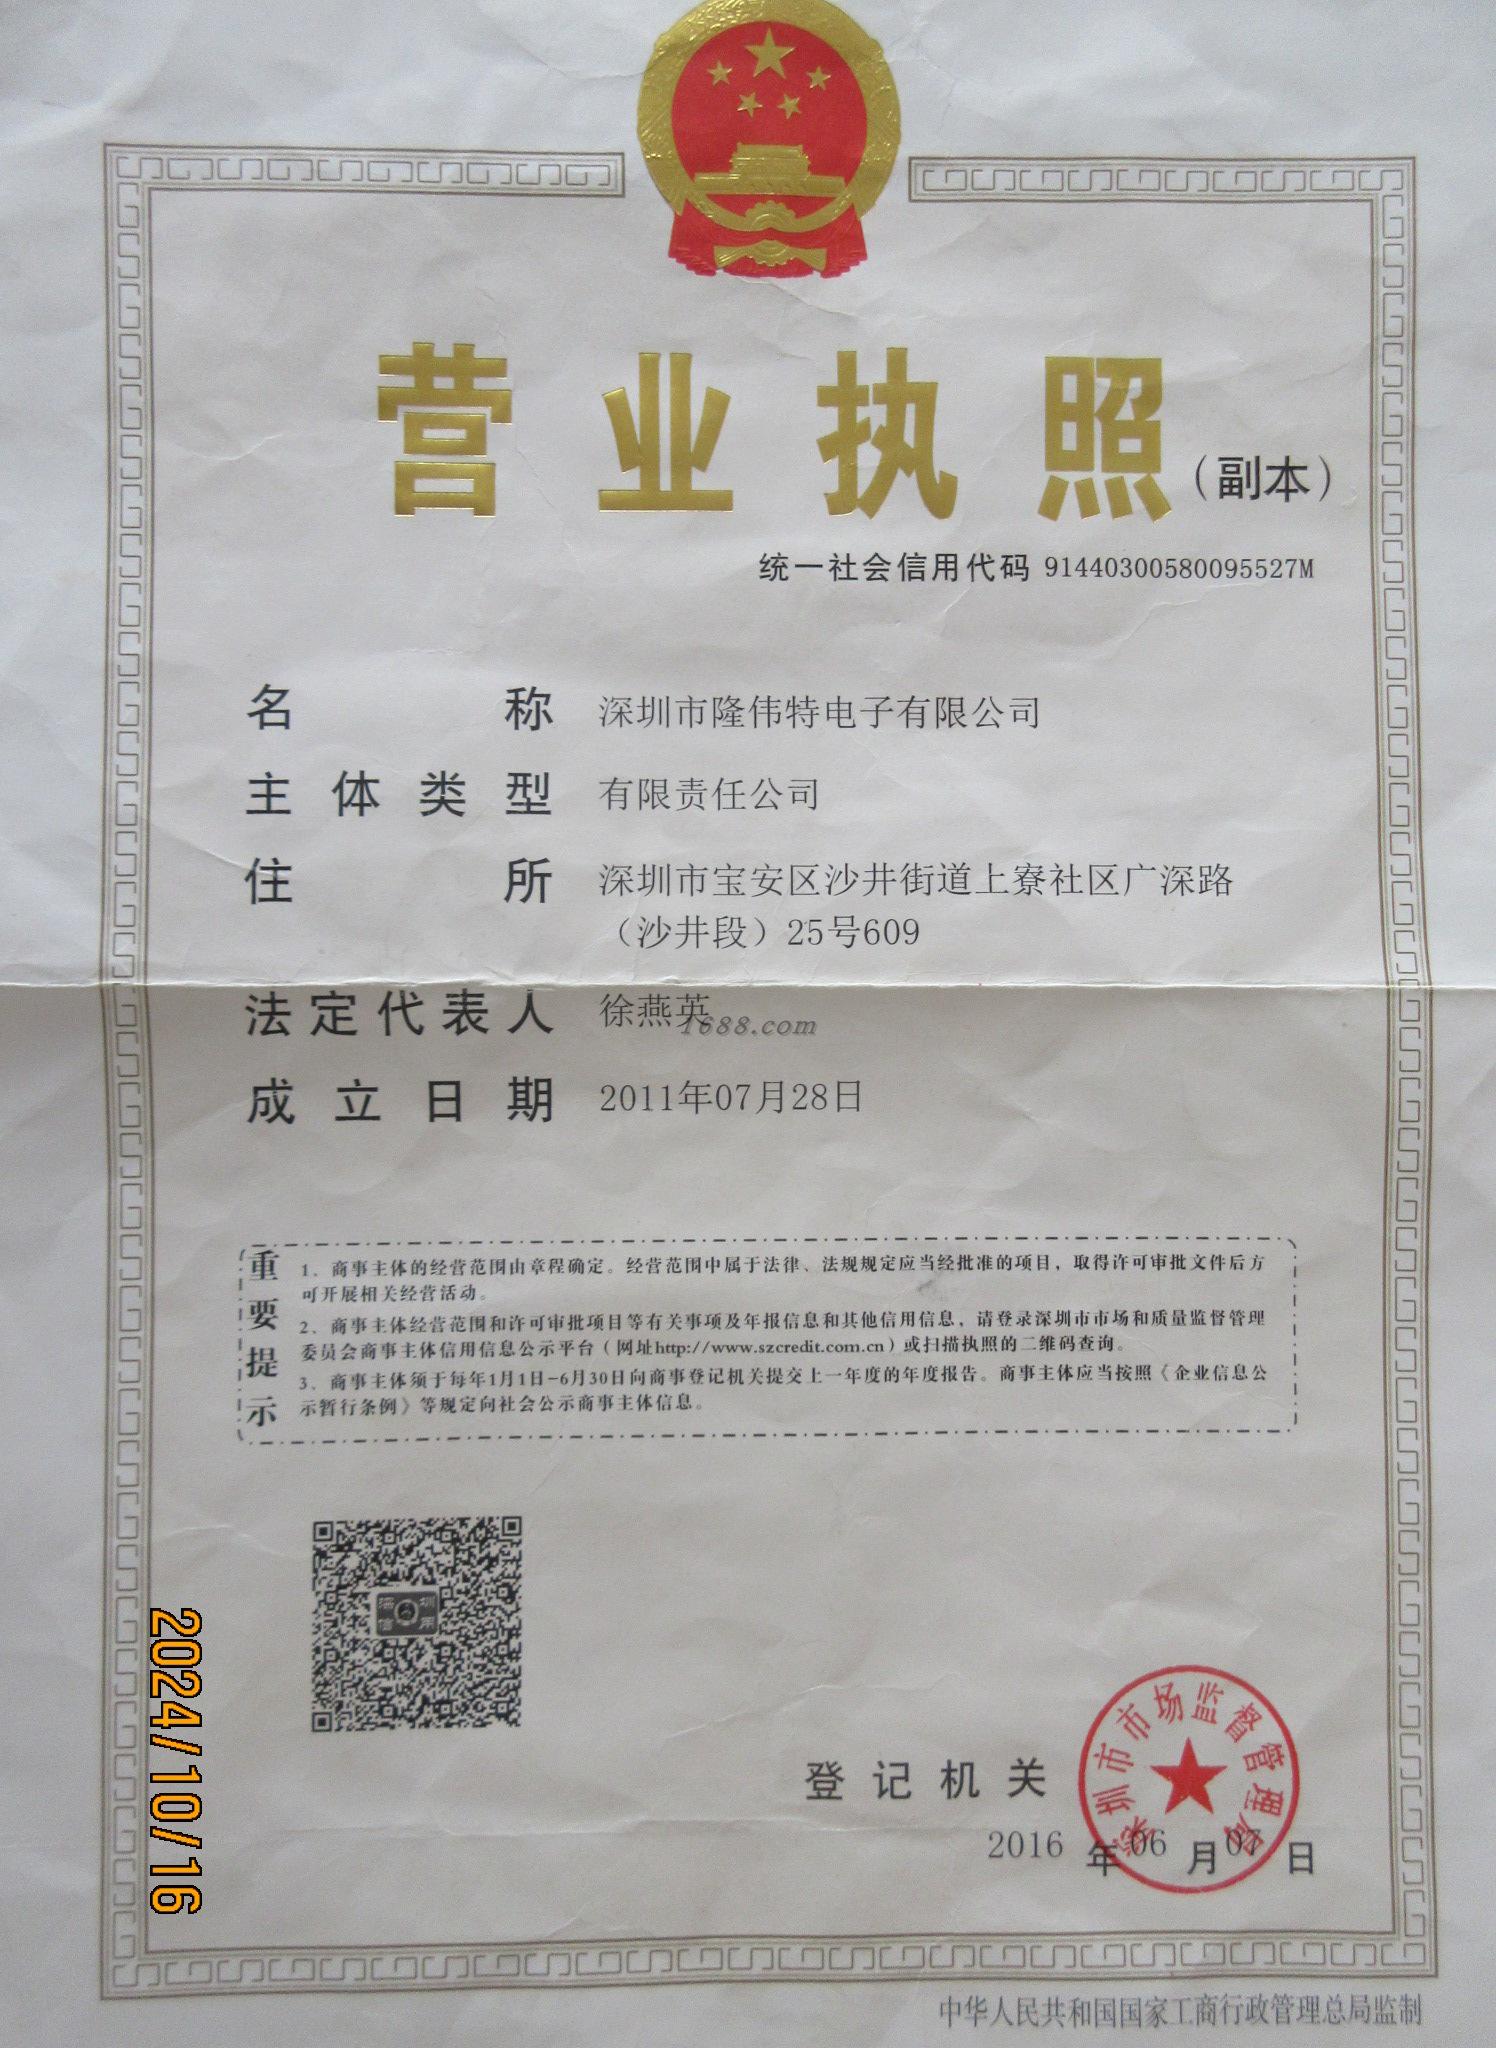 营业执照（副本）
统一社会信用代码 91440300580095527M
名称 深圳市隆伟特电子有限公司
主体类型 有限责任公司
住所 深圳市宝安区沙井街道上寮社区广深路
（沙井段）25号609
法定代表人 徐燕英
1688.com
成立日期 2011年07月28日
重要提示
1．商事主体的经营范围由章程确定。经营范围中属于法律、法规规定应当经批准的项目，取得许可审批文件后方
可开展相关经营活动。
2．商事主体经营范围和许可审批项目等有关事项及年报信息和其他信用信息，请登录深圳市市场和质量监督管理
委员会商事主体信用信息公示平台（网址http://www.szcredit.com.cn）或扫描执照的二维码查询。
3．商事主体须于每年1月1日-6月30日向商事登记机关提交上一年度的年度报告。商事主体应当按照《企业信息公
示暂行条例》等规定向社会公示商事主体信息。
深圳信用
登记机关
深圳市市场监督管理局
2016年06月07日
2024/10/16
中华人民共和国国家工商行政管理总局监制